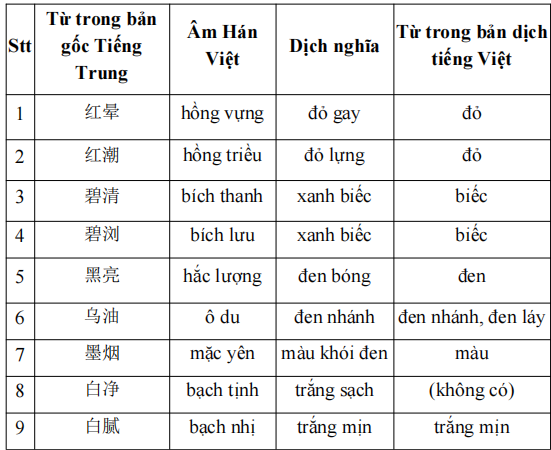 Stt | Từ trong bản gốc Tiếng Trung | Âm Hán Việt | Dịch nghĩa | Từ trong bản dịch tiếng Việt
1 | 红晕 | hồng vựng | đỏ gay | đỏ
2 | 红潮 | hồng triều | đỏ lựng | đỏ
3 | 碧清 | bích thanh | xanh biếc | biếc
4 | 碧浏 | bích lưu | xanh biếc | biếc
5 | 黑亮 | hắc lượng | đen bóng | đen
6 | 乌油 | ô du | đen nhánh | đen nhánh, đen láy
7 | 墨烟 | mặc yên | màu khói đen | màu
8 | 白净 | bạch tịnh | trắng sạch | (không có)
9 | 白腻 | bạch nhị | trắng mịn | trắng mịn